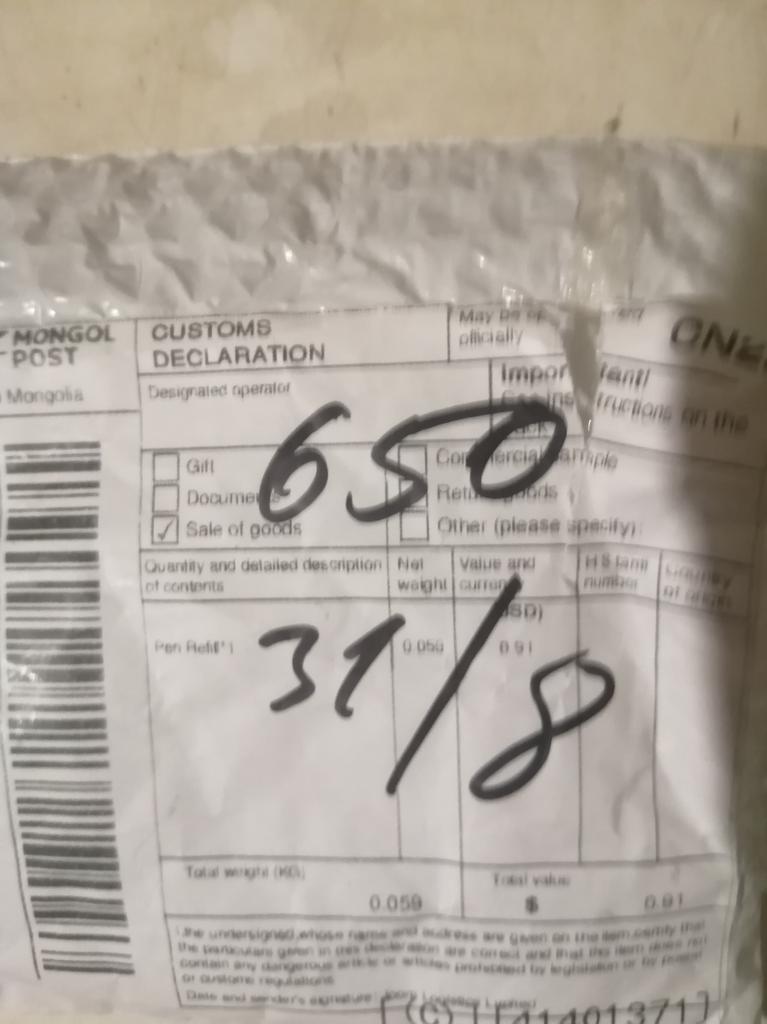 MONGOL
POST
Mongolia
CUSTOMS
DECLARATION
May be
officially
Designated operator
Important!
instructions on the
650
Gift
Commercial sample
Documents
Returned goods
✓ Sale of goods
Other (please specify):
Quantity and detailed description
of contents
Net
weight
Value and
currency
(USD)
number
Country
of origin
Pen Refil*1
0.059
0.91
31/8
Total weight (KG)
0.059
Total value
$
0.91
I,the undersigned,whose name and address are given on the item,certify that
the particulars given in this declaration are correct and that this item does not
contain any dangerous article or articles prohibited by legislation or by postal
or customs regulations
Date and sender's signature:
Logistics Limited
(C)
41401371]